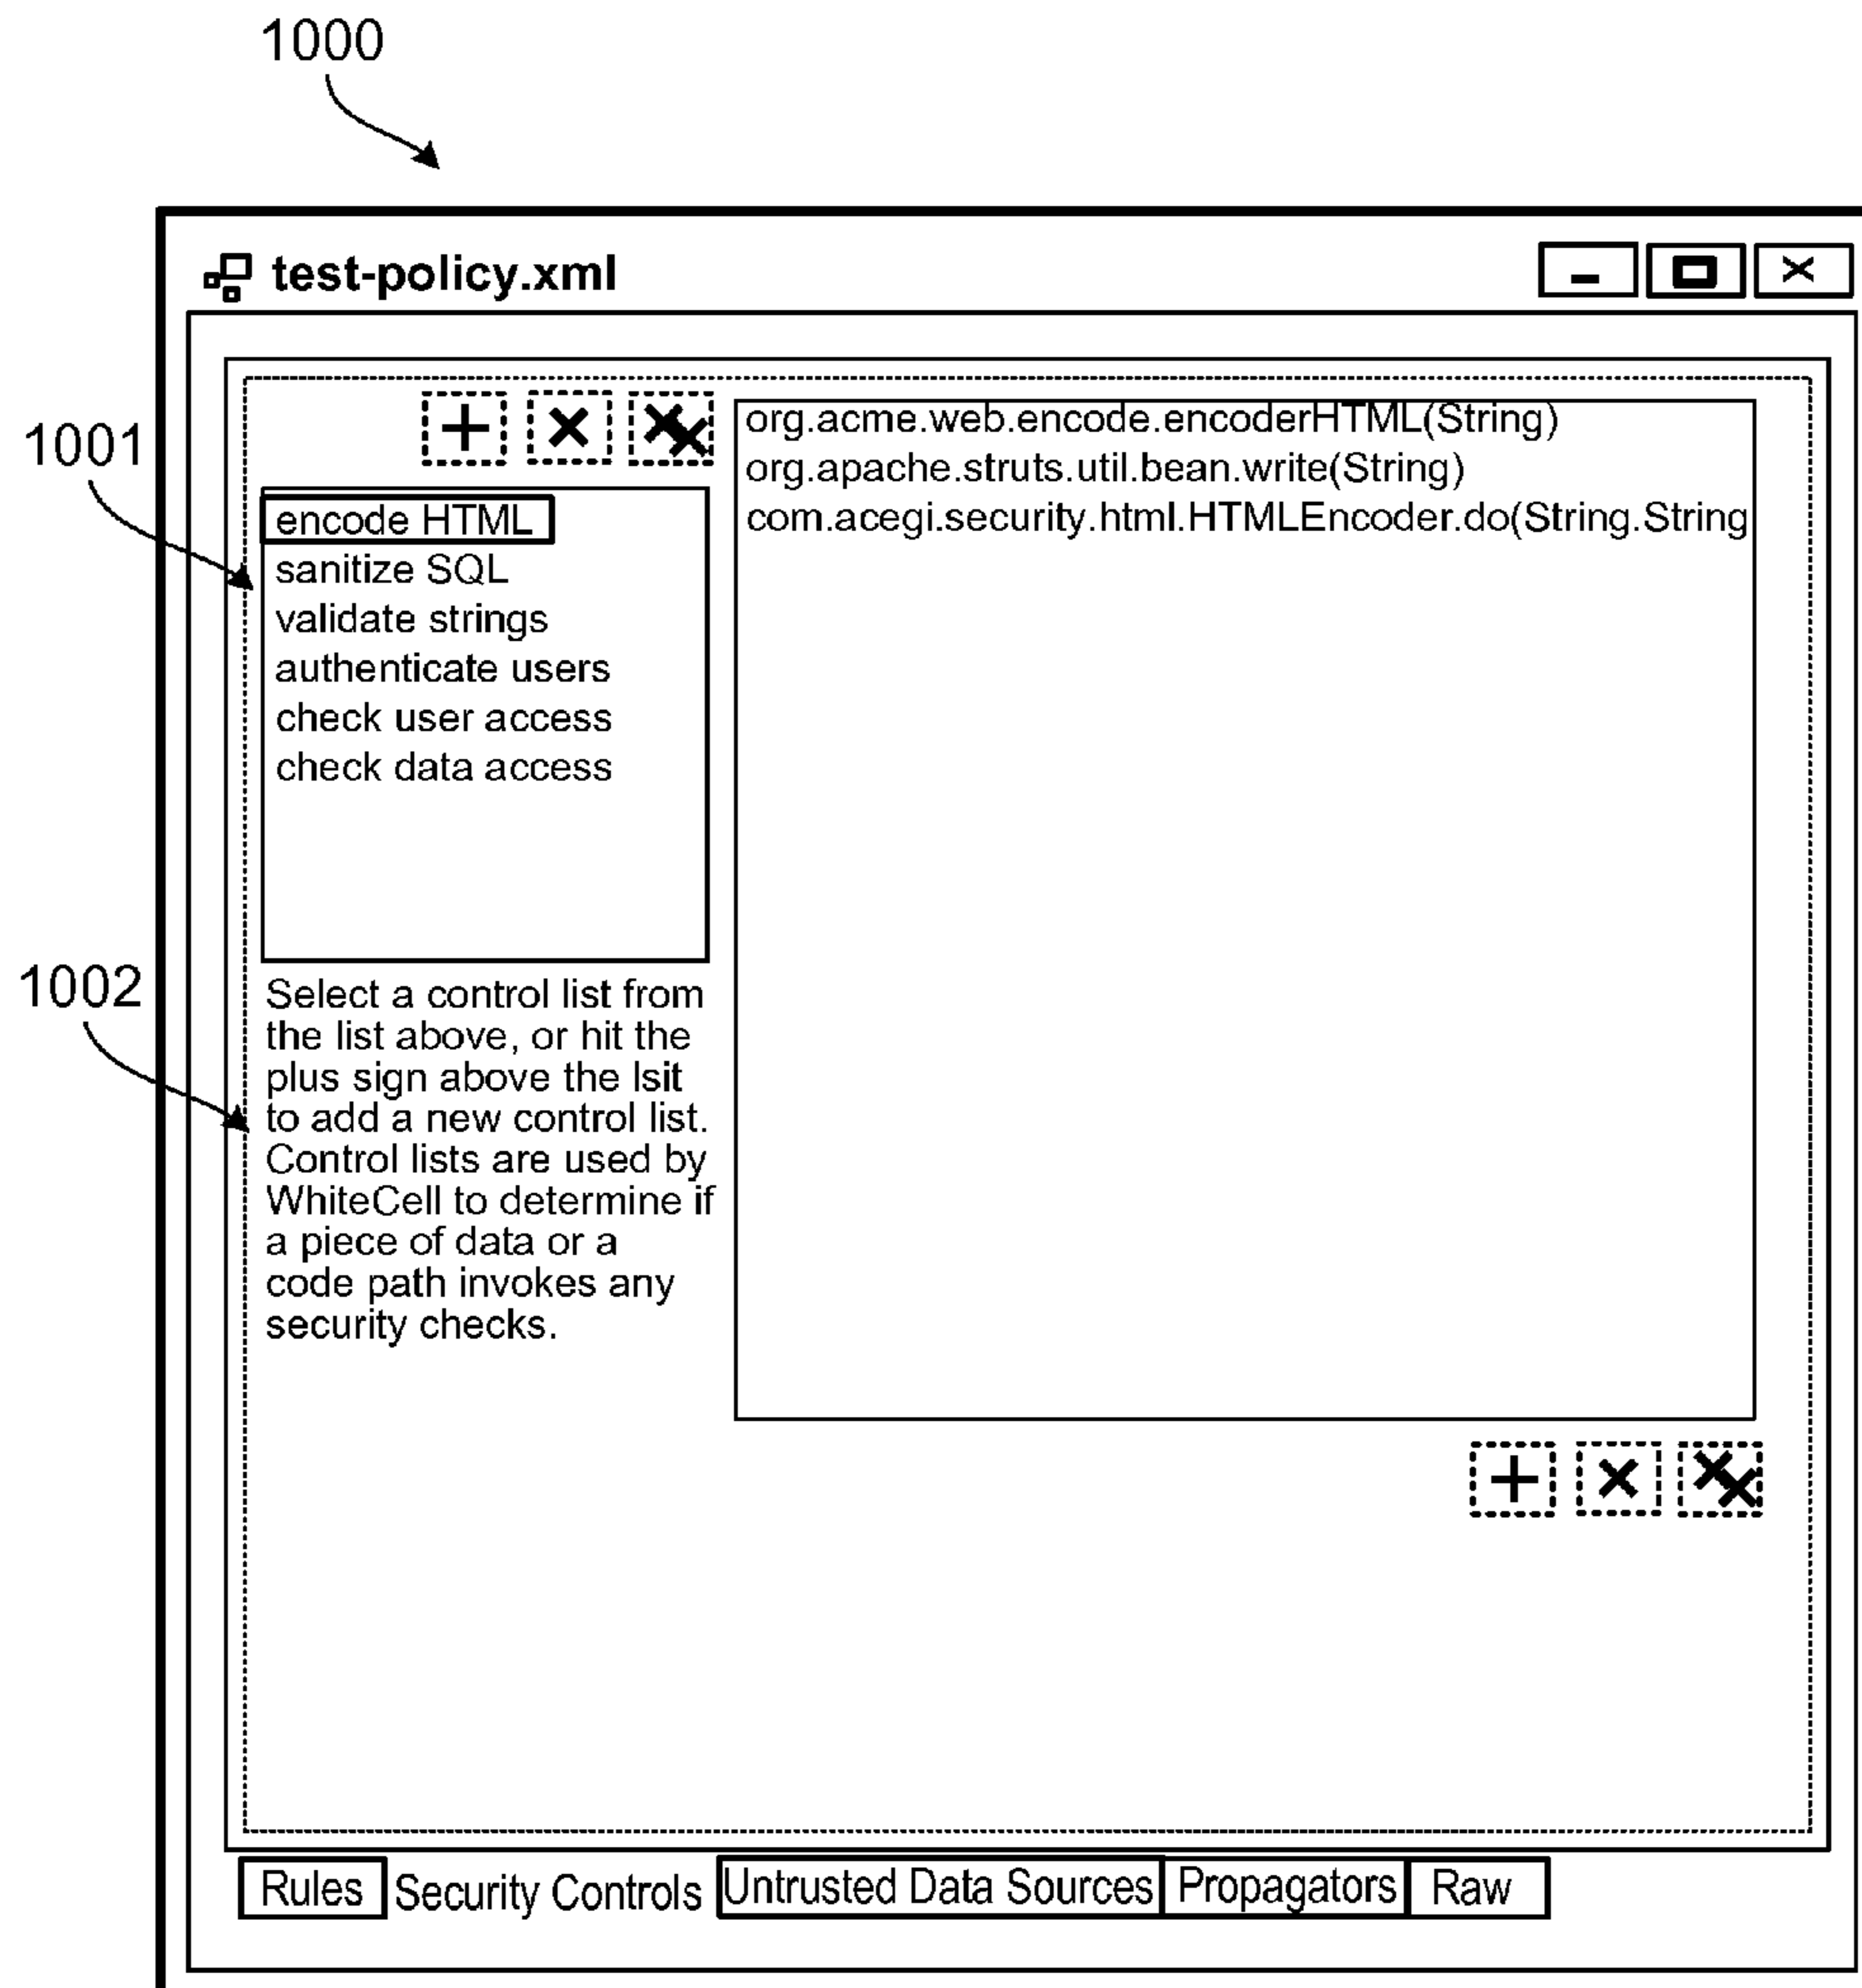 1000
test-policy.xml
1001
encode HTML
sanitize SQL
validate strings
authenticate users
check user access
check data access
org.acme.web.encode.encoderHTML(String)
org.apache.struts.util.bean.write(String)
com.acegi.security.html.HTMLEncoder.do(String.String
1002
Select a control list from
the list above, or hit the
plus sign above the lsit
to add a new control list.
Control lists are used by
WhiteCell to determine if
a piece of data or a
code path invokes any
security checks.
Rules Security Controls Untrusted Data Sources Propagators Raw